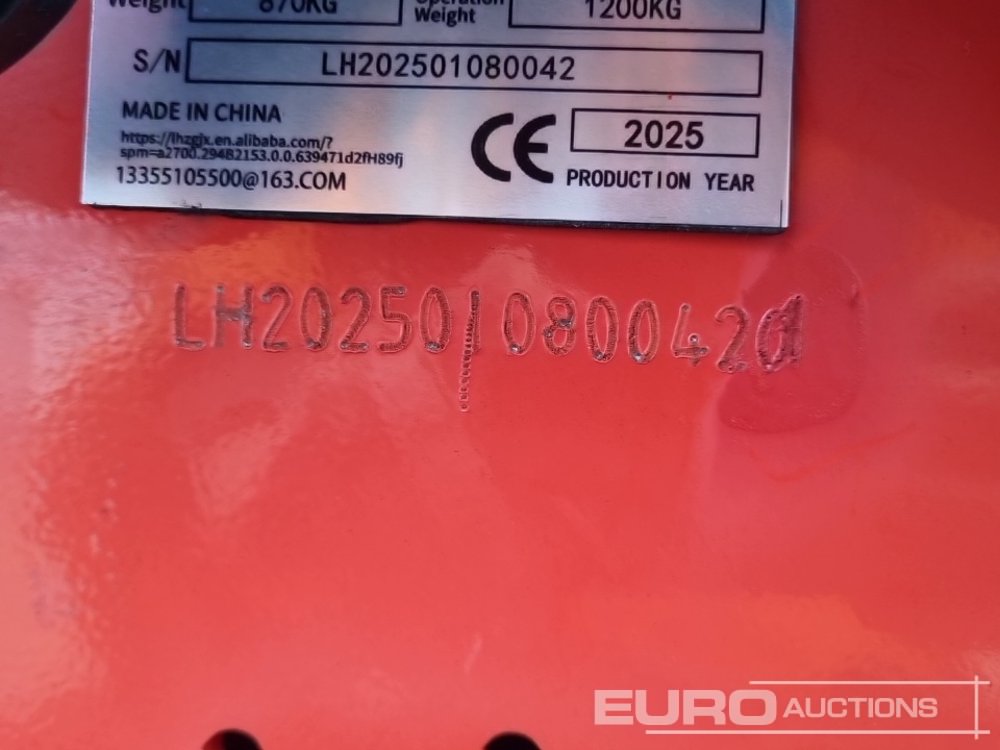 Weight 870KG Operation Weight 1200KG
S/N LH202501080042
MADE IN CHINA
https://lhzgjx.en.alibaba.com/?
spm=a2700.29482153.0.0.639471d2fH89fj
13355105500@163.COM
CE 2025
PRODUCTION YEAR
LH202501080042
EURO AUCTIONS